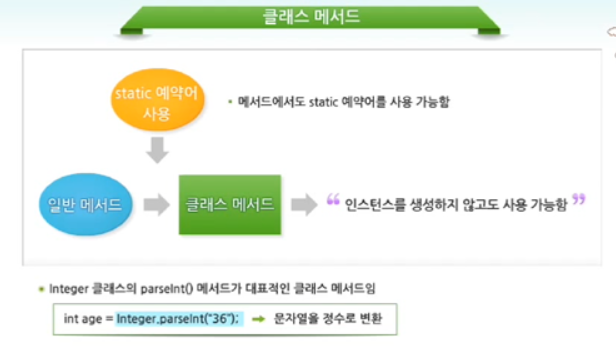 클래스 메서드
static 예약어
사용
• 메서드에서도 static 예약어를 사용 가능함
일반 메서드
클래스 메서드
“ 인스턴스를 생성하지 않고도 사용 가능함 ”
Integer 클래스의 parseInt() 메서드가 대표적인 클래스 메서드임
int age = Integer.parseInt("36"); → 문자열을 정수로 변환